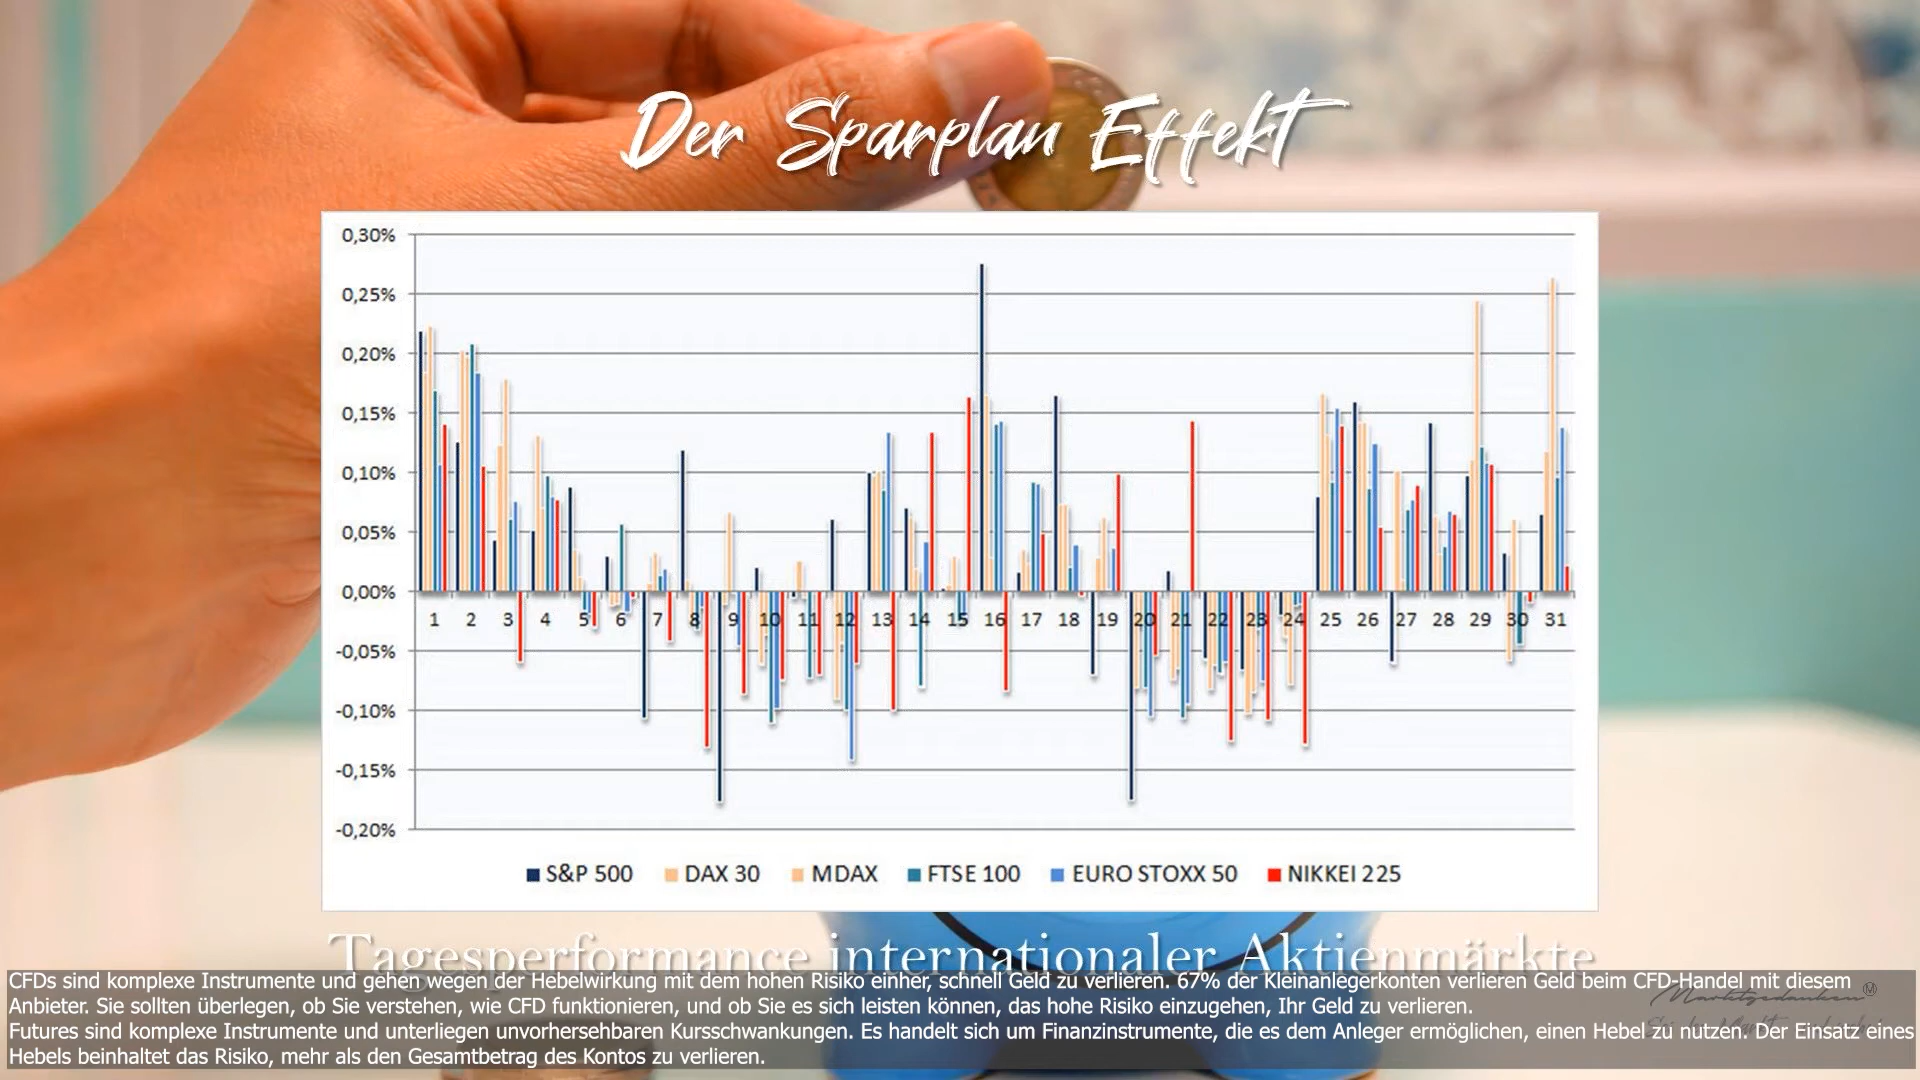 Der Sparplan Effekt
0,30%
0,25%
0,20%
0,15%
0,10%
0,05%
0,00%
1 2 3 4 5 6 7 8 9 10 11 12 13 14 15 16 17 18 19 20 21 22 23 24 25 26 27 28 29 30 31
-0,05%
-0,10%
-0,15%
-0,20%
S&P 500 DAX 30 MDAX FTSE 100 EURO STOXX 50 NIKKEI 225
Tagesperformance internationaler Aktienmärkte
CFDs sind komplexe Instrumente und gehen wegen der Hebelwirkung mit dem hohen Risiko einher, schnell Geld zu verlieren. 67% der Kleinanlegerkonten verlieren Geld beim CFD-Handel mit diesem
Anbieter. Sie sollten überlegen, ob Sie verstehen, wie CFD funktionieren, und ob Sie es sich leisten können, das hohe Risiko einzugehen, Ihr Geld zu verlieren.
Marktgedanken
Futures sind komplexe Instrumente und unterliegen unvorhersehbaren Kursschwankungen. Es handelt sich um Finanzinstrumente, die es dem Anleger ermöglichen, einen Hebel zu nutzen. Der Einsatz eines
Hebels beinhaltet das Risiko, mehr als den Gesamtbetrag des Kontos zu verlieren.